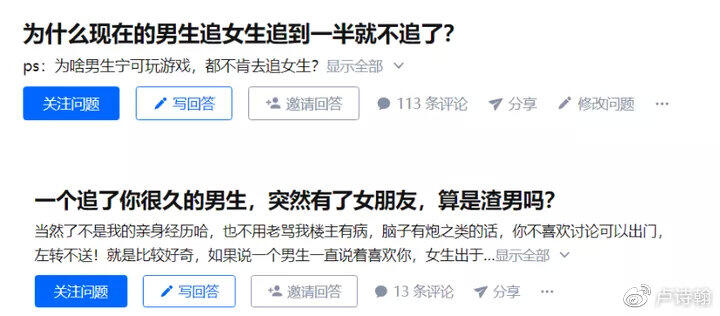 为什么现在的男生追女生追到一半就不追了?
ps：为啥男生宁可玩游戏，都不肯去追女生？ 显示全部
关注问题 写回答 邀请回答 113 条评论 分享 修改问题 ...
一个追了你很久的男生，突然有了女朋友，算是渣男吗?
当然了不是我的亲身经历哈，也不用老骂我楼主有病，脑子有炮之类的话，你不喜欢讨论可以出门，
左转不送！就是比较好奇，如果说一个男生一直说着喜欢你，女生出于...显示全部
关注问题 写回答 邀请回答 13 条评论 分享 ...
卢诗翰